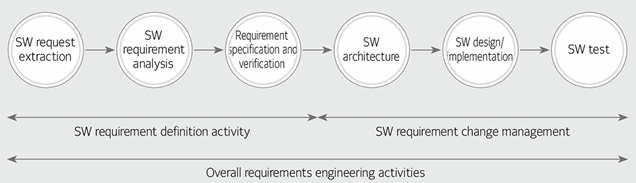 SW request
extraction
SW
requirement
analysis
Requirement
specification and
verification
SW
architecture
SW design/
implementation
SW test
SW requirement definition activity
SW requirement change management
Overall requirements engineering activities